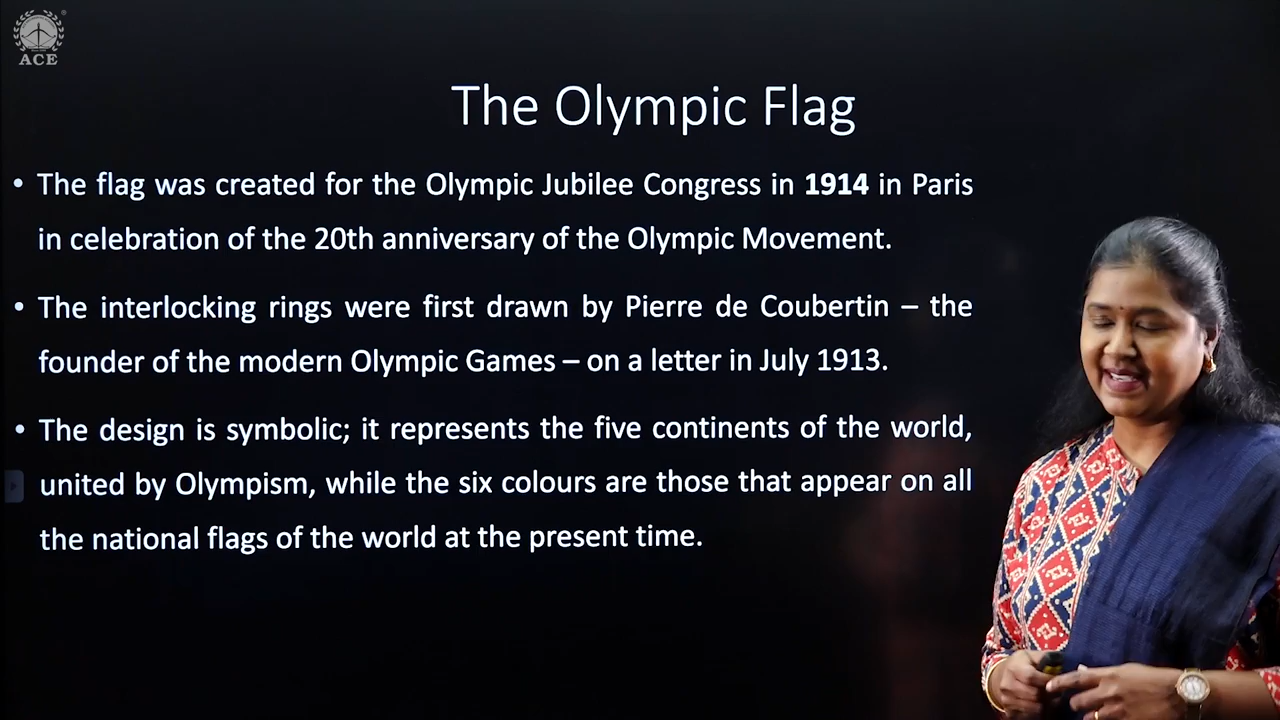 ACE
The Olympic Flag
• The flag was created for the Olympic Jubilee Congress in 1914 in Paris
in celebration of the 20th anniversary of the Olympic Movement.
• The interlocking rings were first drawn by Pierre de Coubertin – the
founder of the modern Olympic Games – on a letter in July 1913.
• The design is symbolic; it represents the five continents of the world,
united by Olympism, while the six colours are those that appear on all
the national flags of the world at the present time.